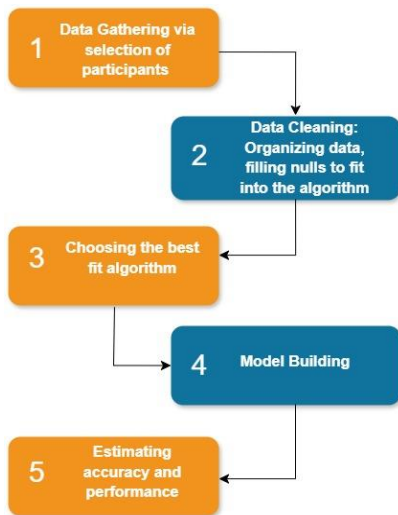 1
Data Gathering via
selection of
participants
2
Data Cleaning:
Organizing data,
filling nulls to fit
into the algorithm
3
Choosing the best
fit algorithm
4
Model Building
5
Estimating
accuracy and
performance